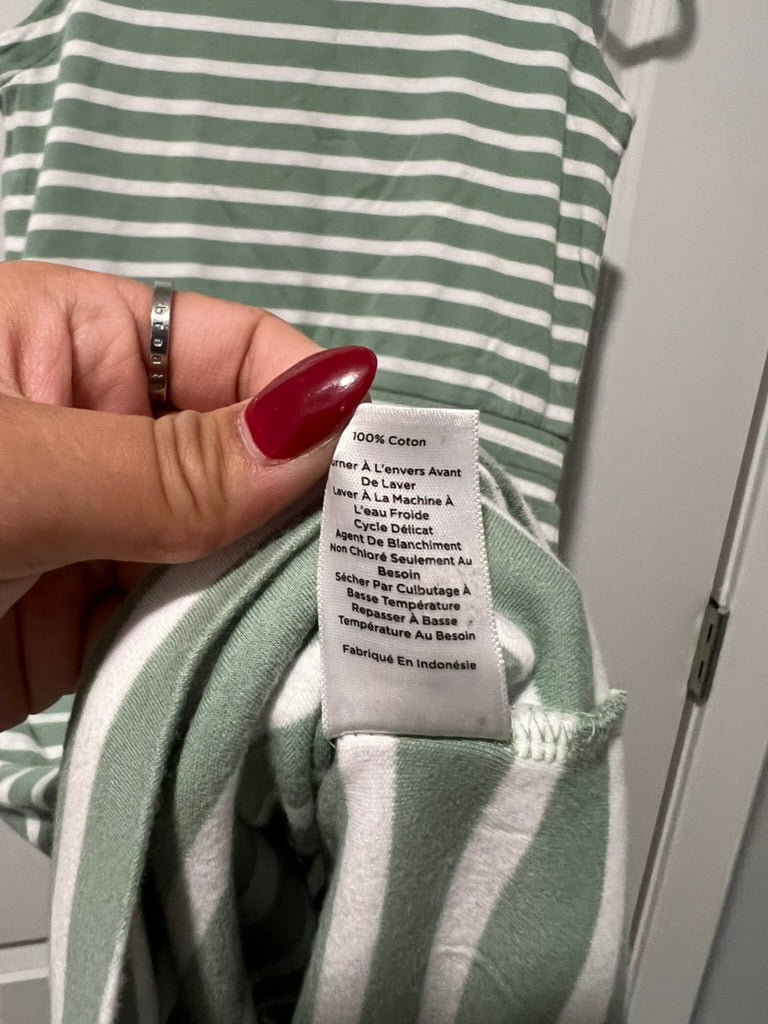 100% Coton
À L'envers Avant
De Laver
Laver À La Machine À
L'eau Froide
Cycle Délicat
Agent De Blanchiment
Non Chloré Seulement Au
Besoin
Sécher Par Culbutage À
Basse Température
Repasser À Basse
Température Au Besoin
Fabriqué En Indonésie